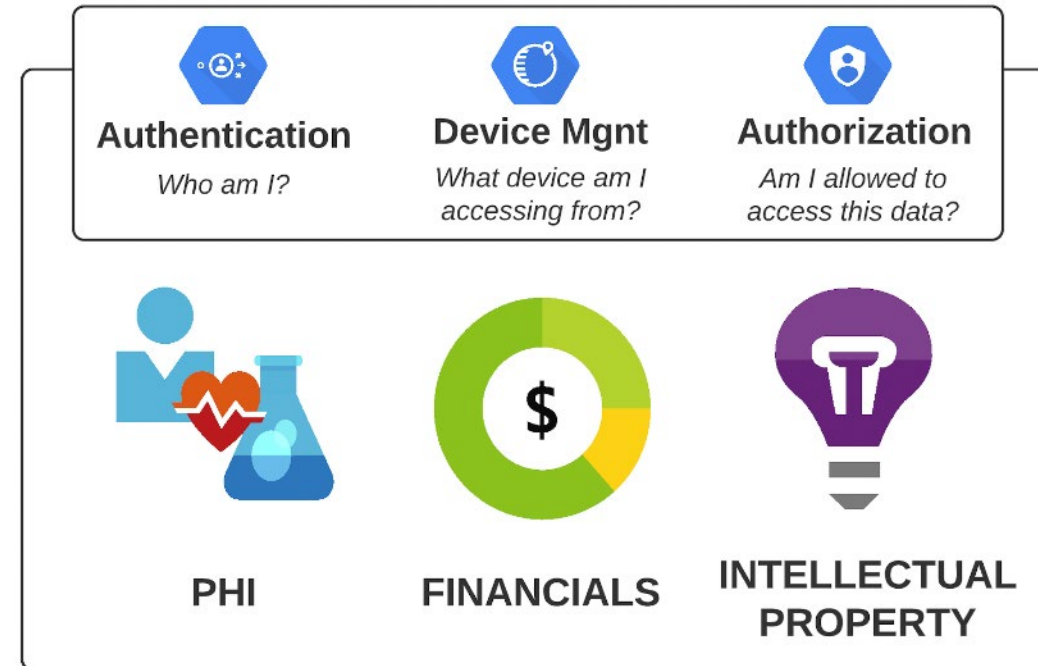 Authentication
Who am I?
Device Mgnt
What device am I
accessing from?
Authorization
Am I allowed to
access this data?
$
PHI
FINANCIALS
INTELLECTUAL
PROPERTY